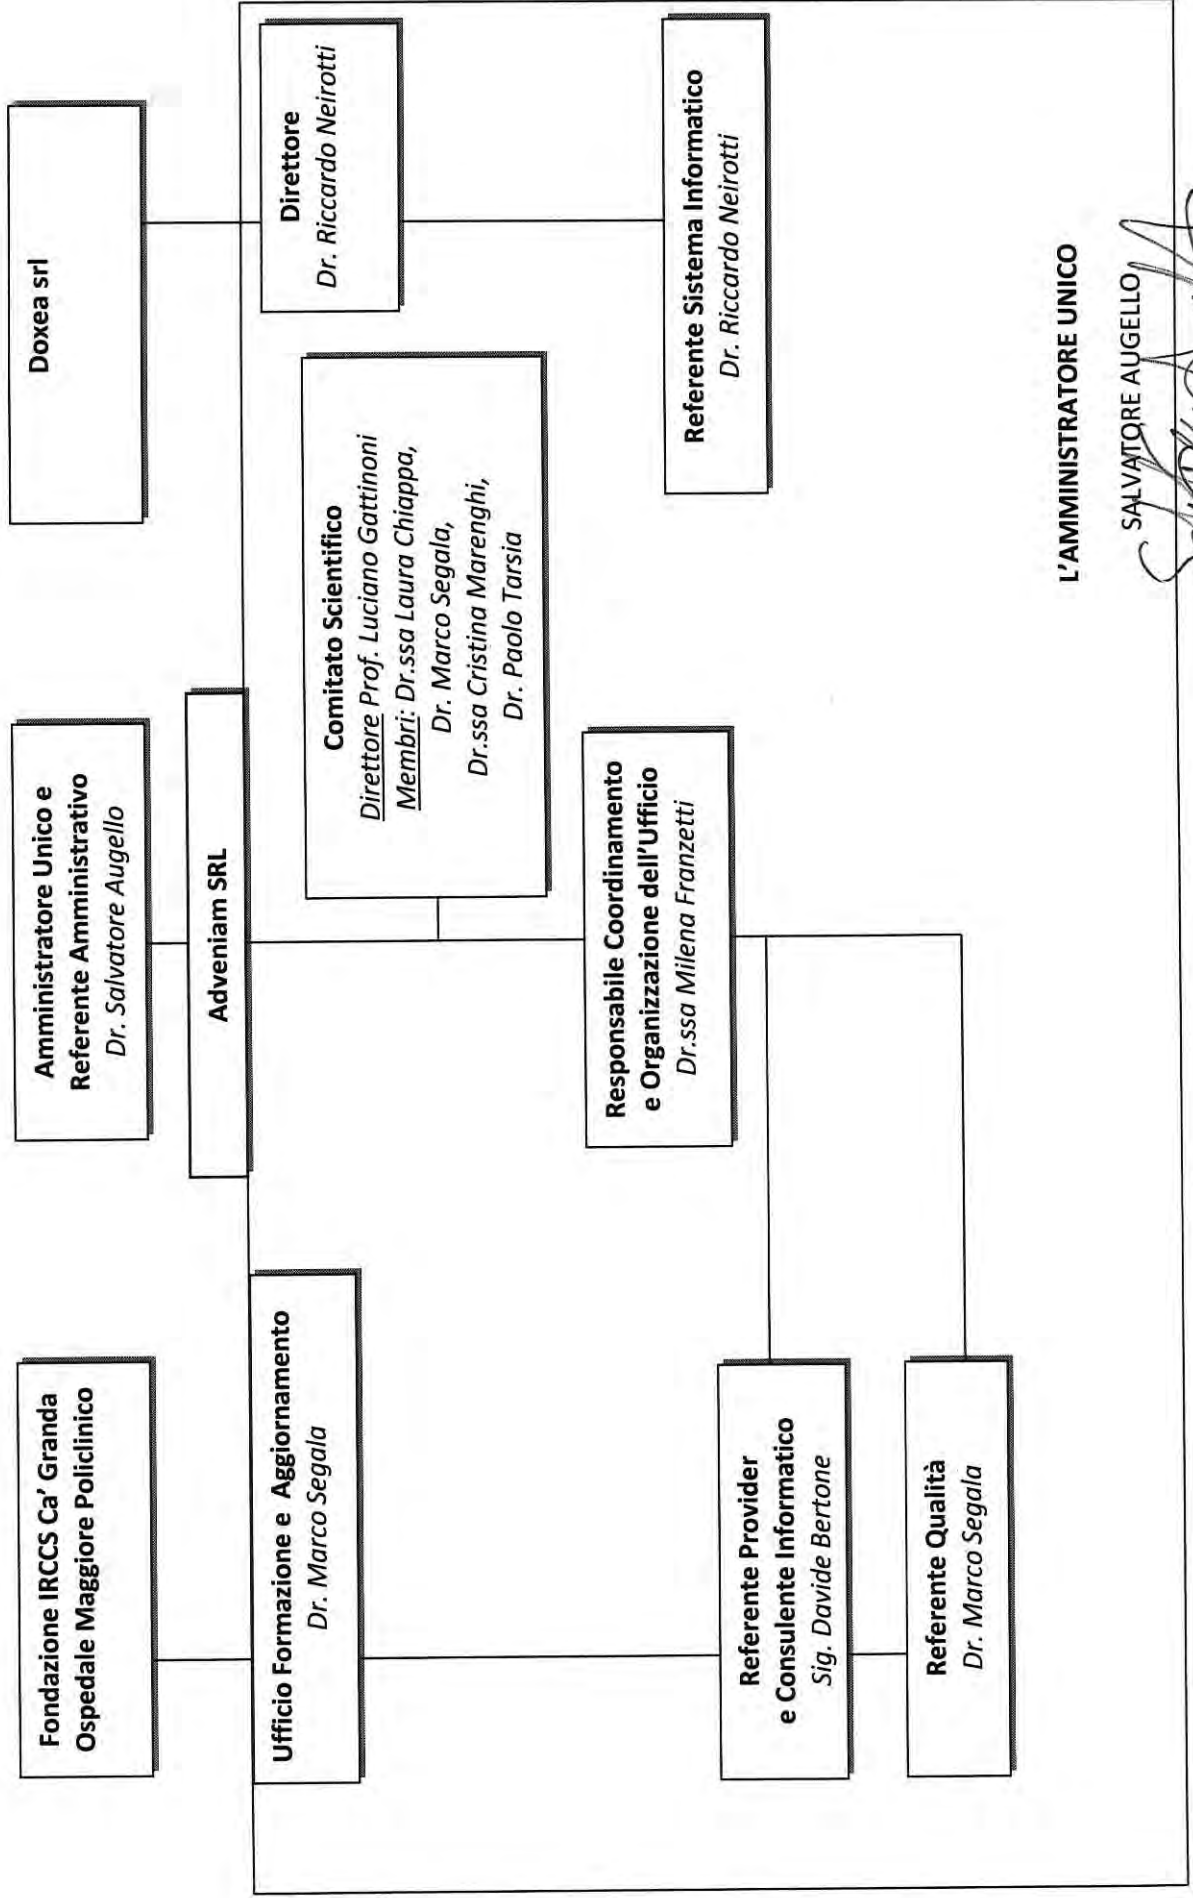 Fondazione IRCCS Ca' Granda
Ospedale Maggiore Policlinico
Amministratore Unico e
Referente Amministrativo
Dr. Salvatore Augello
Doxea srl
Adveniam SRL
Ufficio Formazione e Aggiornamento
Dr. Marco Segala
Direttore
Dr. Riccardo Neirotti
Comitato Scientifico
Direttore Prof. Luciano Gattinoni
Membri: Dr.ssa Laura Chiappa,
Dr. Marco Segala,
Dr.ssa Cristina Marenghi,
Dr. Paolo Tarsia
Responsabile Coordinamento
e Organizzazione dell'Ufficio
Dr.ssa Milena Franzetti
Referente Sistema Informatico
Dr. Riccardo Neirotti
Referente Provider
e Consulente Informatico
Sig. Davide Bertone
Referente Qualità
Dr. Marco Segala
L'AMMINISTRATORE UNICO
SALVATORE AUGELLO